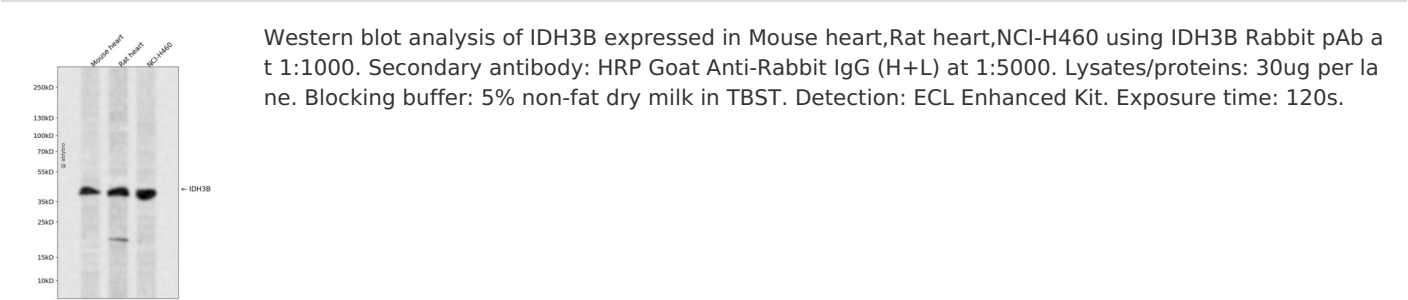 Mouse heart
Rat heart
NCI-H460
250kD
130kD
100kD
70kD
55kD
35kD
25kD
15kD
10kD
@ abbyno
← IDH3B
Western blot analysis of IDH3B expressed in Mouse heart,Rat heart,NCI-H460 using IDH3B Rabbit pAb a
t 1:1000. Secondary antibody: HRP Goat Anti-Rabbit IgG (H+L) at 1:5000. Lysates/proteins: 30ug per la
ne. Blocking buffer: 5% non-fat dry milk in TBST. Detection: ECL Enhanced Kit. Exposure time: 120s.